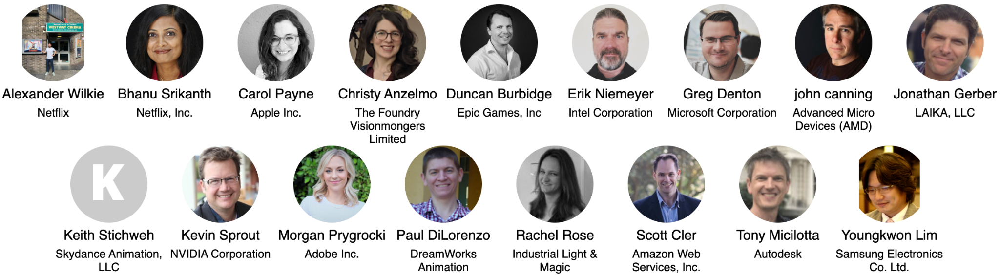 WESTWAY CINEMA
Alexander Wilkie
Netflix
Bhanu Srikanth
Netflix, Inc.
Carol Payne
Apple Inc.
Christy Anzelmo
The Foundry
Visionmongers
Limited
Duncan Burbidge
Epic Games, Inc
Erik Niemeyer
Intel Corporation
Greg Denton
Microsoft Corporation
john canning
Advanced Micro
Devices (AMD)
Jonathan Gerber
LAIKA, LLC
K
Keith Stichweh
Skydance Animation,
LLC
Kevin Sprout
NVIDIA Corporation
Morgan Prygrocki
Adobe Inc.
Paul DiLorenzo
DreamWorks
Animation
Rachel Rose
Industrial Light &
Magic
Scott Cler
Amazon Web
Services, Inc.
Tony Micilotta
Autodesk
Youngkwon Lim
Samsung Electronics
Co. Ltd.